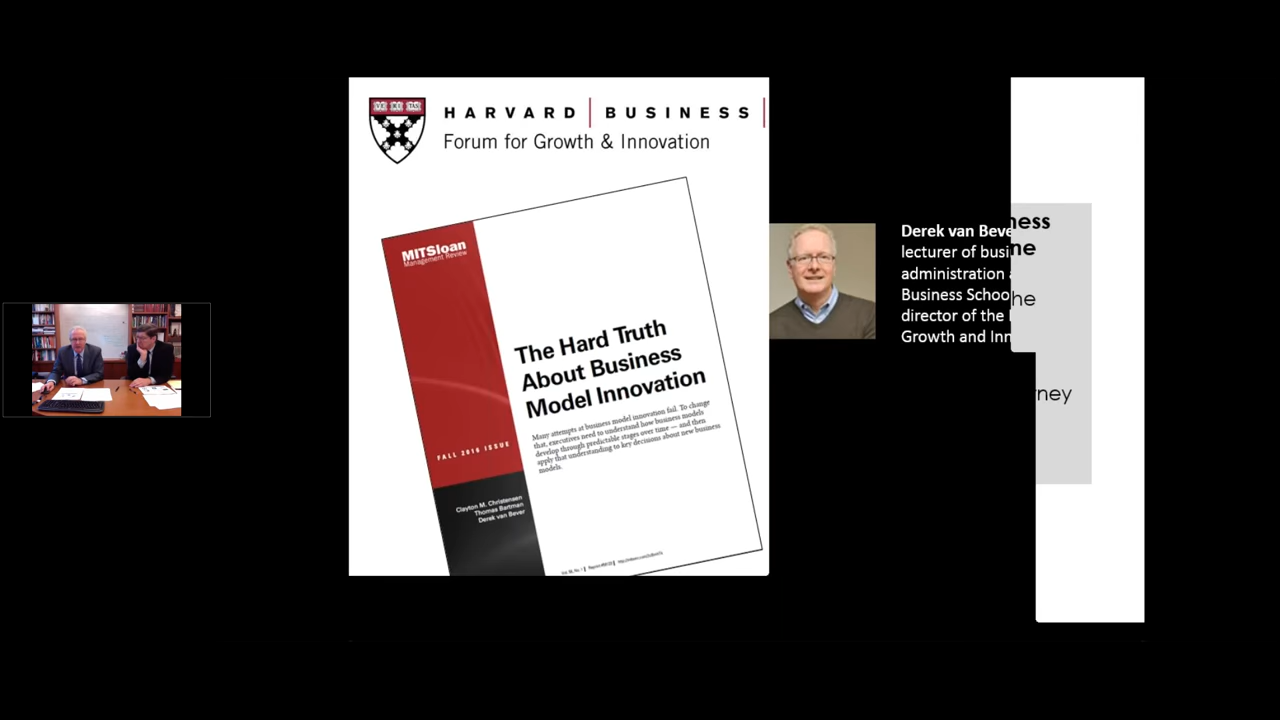 HARVARD | BUSINESS |
Forum for Growth & Innovation
MITSloan
Management Review
The Hard Truth
About Business
Model Innovation
Many attempts at business model innovation fail. To change
that, executives need to understand how business models
develop through predictable stages over time — and then
apply that understanding to key decisions about new business
models.
FALL 2016 ISSUE
Clayton M. Christensen
Thomas Bartman
Derek van Bever
Derek van Beve
lecturer of busi
administration a
Business Schoo
director of the
Growth and Inn
ness
ne
he
rney